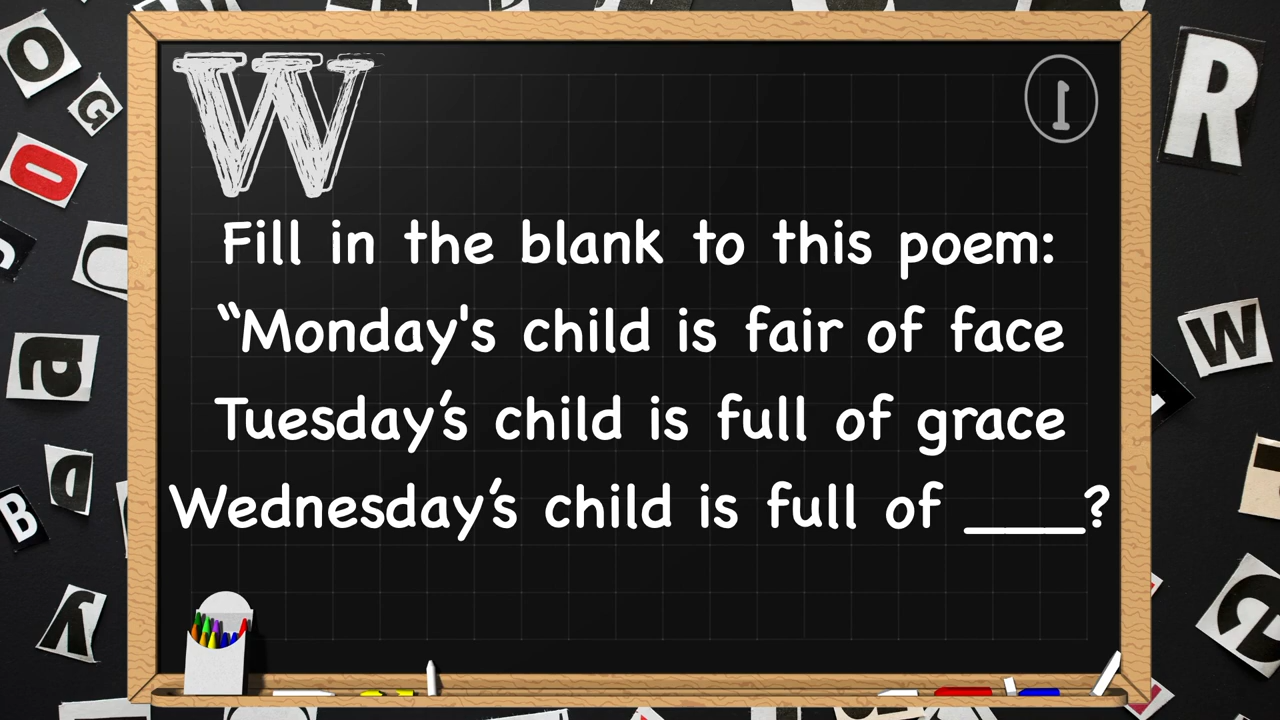 W
1
Fill in the blank to this poem:
“Monday's child is fair of face
Tuesday’s child is full of grace
Wednesday’s child is full of ____?
O
G
O
a
D
B
y
R
W